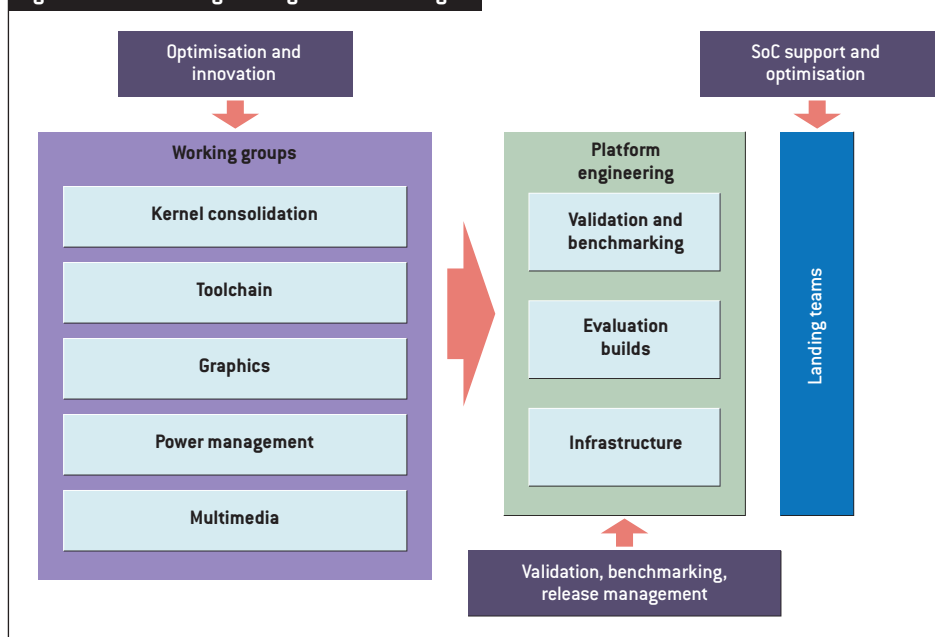 Optimisation and
innovation
SoC support and
optimisation
Working groups
Kernel consolidation
Toolchain
Graphics
Power management
Multimedia
Platform
engineering
Validation and
benchmarking
Evaluation
builds
Infrastructure
Landing teams
Validation, benchmarking,
release management